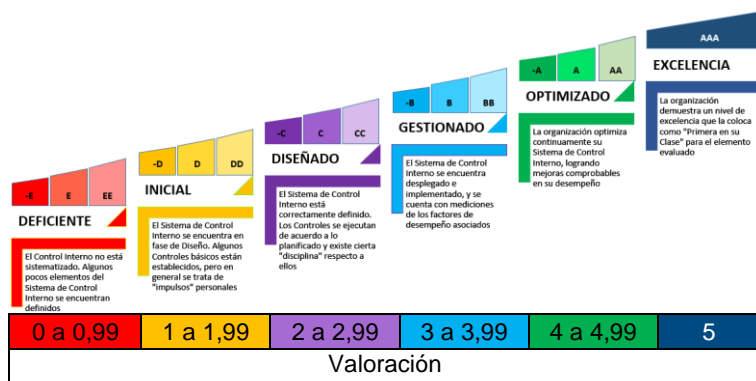 -E E EE
DEFICIENTE
El Control Interno no está
sistematizado. Algunos
pocos elementos del
Sistema de Control
Interno se encuentran
definidos
-D D DD
INICIAL
El Sistema de Control
Interno se encuentra en
fase de Diseño. Algunos
Controles básicos están
establecidos, pero en
general se trata de
"impulsos" personales
-C C CC
DISEÑADO
El Sistema de Control
Interno está
correctamente definido.
Los Controles se ejecutan
de acuerdo a lo
planificado y existe cierta
"disciplina" respecto a
ellos
-B B BB
GESTIONADO
El Sistema de Control
Interno se encuentra
desplegado e
implementado, y se
cuenta con mediciones
de los factores de
desempeño asociados
-A A AA
OPTIMIZADO
La organización optimiza
continuamente su
Sistema de Control
Interno, logrando
mejoras comprobables
en su desempeño
AAA
EXCELENCIA
La organización
demuestra un nivel de
excelencia que la coloca
como "Primera en su
Clase" para el elemento
evaluado
0 a 0,99 1 a 1,99 2 a 2,99 3 a 3,99 4 a 4,99 5
Valoración